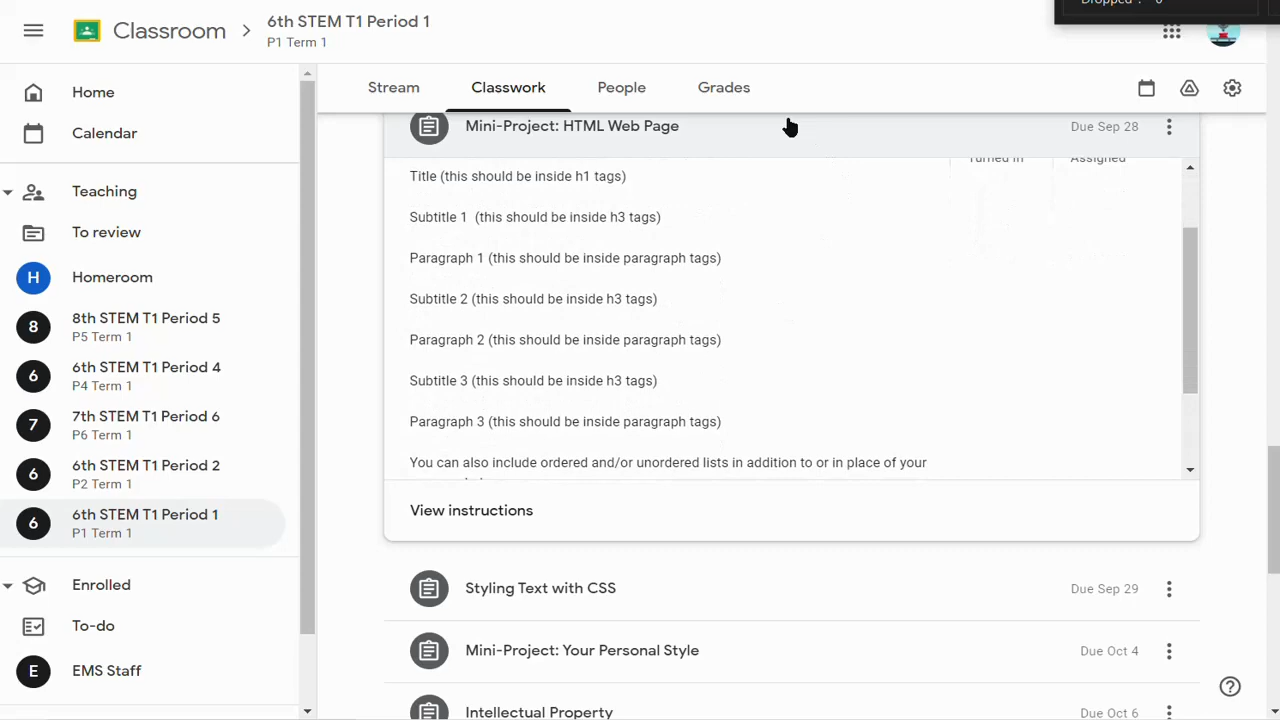 Dropped : 0
Classroom
6th STEM T1 Period 1
P1 Term 1
Home
Calendar
Teaching
To review
H
Homeroom
8
8th STEM T1 Period 5
P5 Term 1
6
6th STEM T1 Period 4
P4 Term 1
7
7th STEM T1 Period 6
P6 Term 1
6
6th STEM T1 Period 2
P2 Term 1
6
6th STEM T1 Period 1
P1 Term 1
Enrolled
To-do
E
EMS Staff
Stream
Classwork
People
Grades
Mini-Project: HTML Web Page
Due Sep 28
Turned in
Assigned
Title (this should be inside h1 tags)
Subtitle 1 (this should be inside h3 tags)
Paragraph 1 (this should be inside paragraph tags)
Subtitle 2 (this should be inside h3 tags)
Paragraph 2 (this should be inside paragraph tags)
Subtitle 3 (this should be inside h3 tags)
Paragraph 3 (this should be inside paragraph tags)
You can also include ordered and/or unordered lists in addition to or in place of your
View instructions
Styling Text with CSS
Due Sep 29
Mini-Project: Your Personal Style
Due Oct 4
Intellectual Property
Due Oct 6